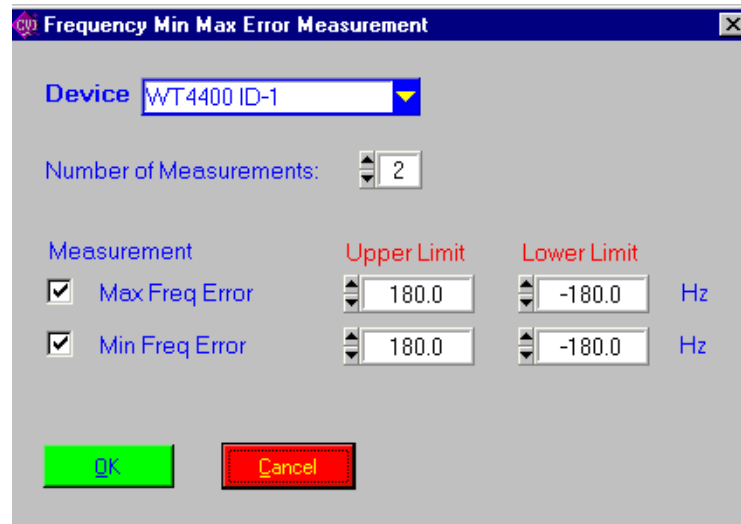 CVI Frequency Min Max Error Measurement
Device WT4400 ID-1
Number of Measurements: 2
Measurement Upper Limit Lower Limit
Max Freq Error 180.0 -180.0 Hz
Min Freq Error 180.0 -180.0 Hz
OK Cancel